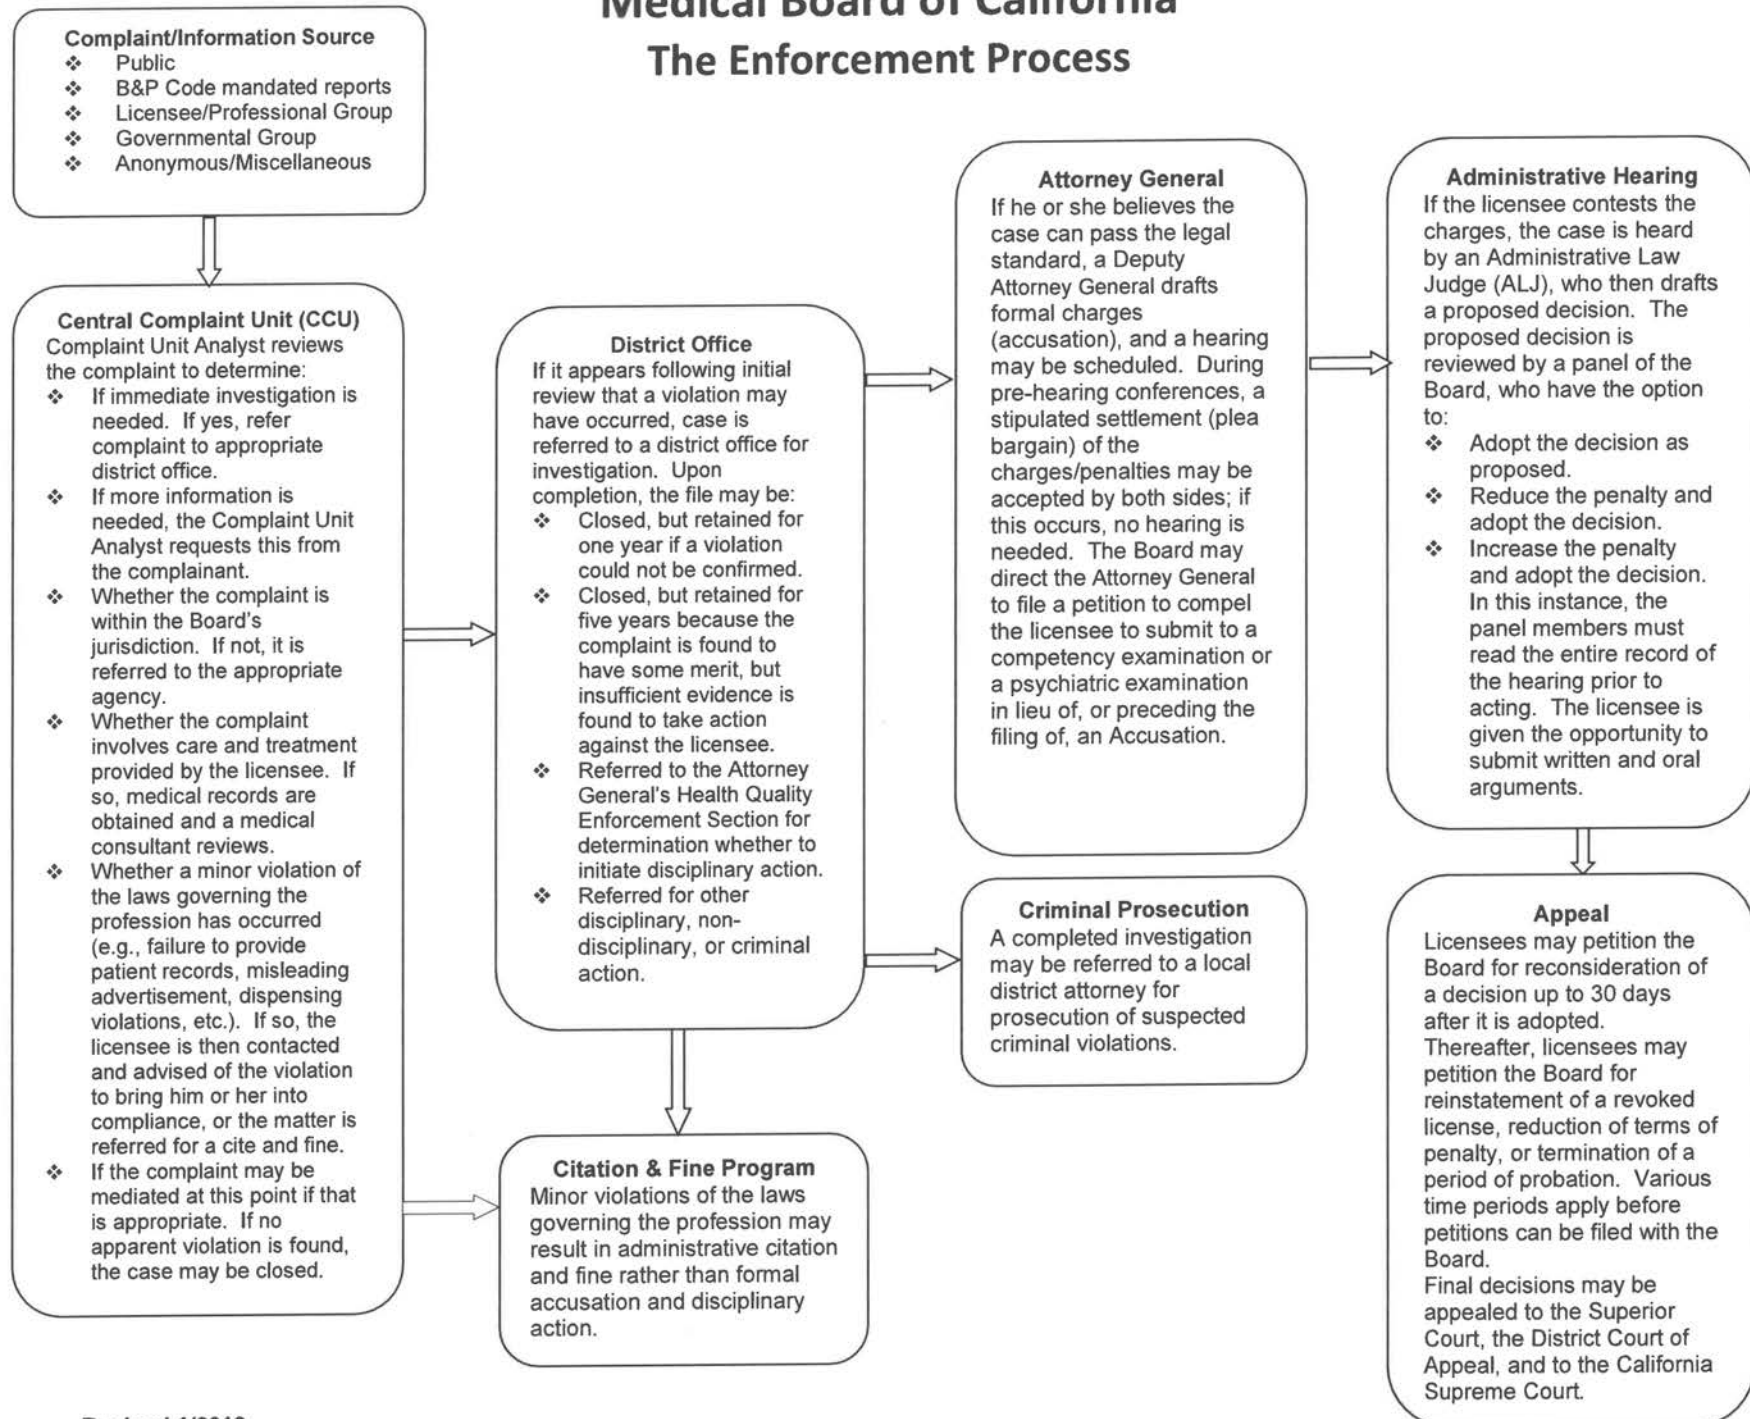 Medical Board of California
The Enforcement Process
Complaint/Information Source
❖ Public
❖ B&P Code mandated reports
❖ Licensee/Professional Group
❖ Governmental Group
❖ Anonymous/Miscellaneous
Central Complaint Unit (CCU)
Complaint Unit Analyst reviews
the complaint to determine:
❖ If immediate investigation is
needed. If yes, refer
complaint to appropriate
district office.
❖ If more information is
needed, the Complaint Unit
Analyst requests this from
the complainant.
❖ Whether the complaint is
within the Board's
jurisdiction. If not, it is
referred to the appropriate
agency.
❖ Whether the complaint
involves care and treatment
provided by the licensee. If
so, medical records are
obtained and a medical
consultant reviews.
❖ Whether a minor violation of
the laws governing the
profession has occurred
(e.g., failure to provide
patient records, misleading
advertisement, dispensing
violations, etc.). If so, the
licensee is then contacted
and advised of the violation
to bring him or her into
compliance, or the matter is
referred for a cite and fine.
❖ If the complaint may be
mediated at this point if that
is appropriate. If no
apparent violation is found,
the case may be closed.
District Office
If it appears following initial
review that a violation may
have occurred, case is
referred to a district office for
investigation. Upon
completion, the file may be:
❖ Closed, but retained for
one year if a violation
could not be confirmed.
❖ Closed, but retained for
five years because the
complaint is found to
have some merit, but
insufficient evidence is
found to take action
against the licensee.
❖ Referred to the Attorney
General's Health Quality
Enforcement Section for
determination whether to
initiate disciplinary action.
❖ Referred for other
disciplinary, non-
disciplinary, or criminal
action.
Citation & Fine Program
Minor violations of the laws
governing the profession may
result in administrative citation
and fine rather than formal
accusation and disciplinary
action.
Attorney General
If he or she believes the
case can pass the legal
standard, a Deputy
Attorney General drafts
formal charges
(accusation), and a hearing
may be scheduled. During
pre-hearing conferences, a
stipulated settlement (plea
bargain) of the
charges/penalties may be
accepted by both sides; if
this occurs, no hearing is
needed. The Board may
direct the Attorney General
to file a petition to compel
the licensee to submit to a
competency examination or
a psychiatric examination
in lieu of, or preceding the
filing of, an Accusation.
Criminal Prosecution
A completed investigation
may be referred to a local
district attorney for
prosecution of suspected
criminal violations.
Administrative Hearing
If the licensee contests the
charges, the case is heard
by an Administrative Law
Judge (ALJ), who then drafts
a proposed decision. The
proposed decision is
reviewed by a panel of the
Board, who have the option
to:
❖ Adopt the decision as
proposed.
❖ Reduce the penalty and
adopt the decision.
❖ Increase the penalty
and adopt the decision.
In this instance, the
panel members must
read the entire record of
the hearing prior to
acting. The licensee is
given the opportunity to
submit written and oral
arguments.
Appeal
Licensees may petition the
Board for reconsideration of
a decision up to 30 days
after it is adopted.
Thereafter, licensees may
petition the Board for
reinstatement of a revoked
license, reduction of terms of
penalty, or termination of a
period of probation. Various
time periods apply before
petitions can be filed with the
Board.
Final decisions may be
appealed to the Superior
Court, the District Court of
Appeal, and to the California
Supreme Court.